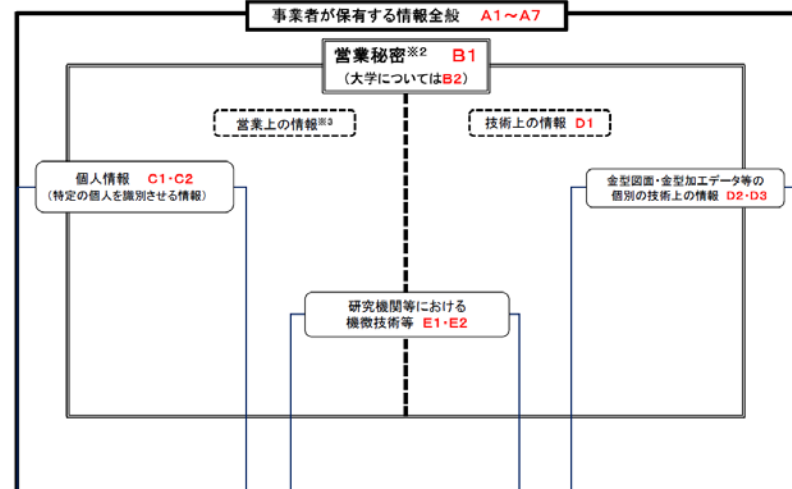 事業者が保有する情報全般 A1～A7
営業秘密※2 B1
（大学についてはB2）
営業上の情報※3
技術上の情報 D1
個人情報 C1・C2
（特定の個人を識別させる情報）
金型図面・金型加工データ等の
個別の技術上の情報 D2・D3
研究機関等における
機微技術等 E1・E2